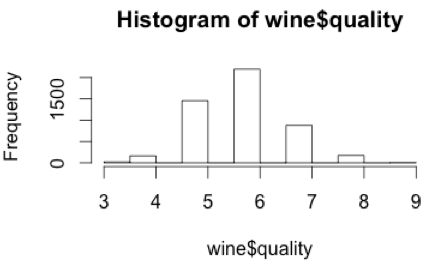 Histogram of wine$quality
Frequency
1500
0
3 4 5 6 7 8 9
wine$quality